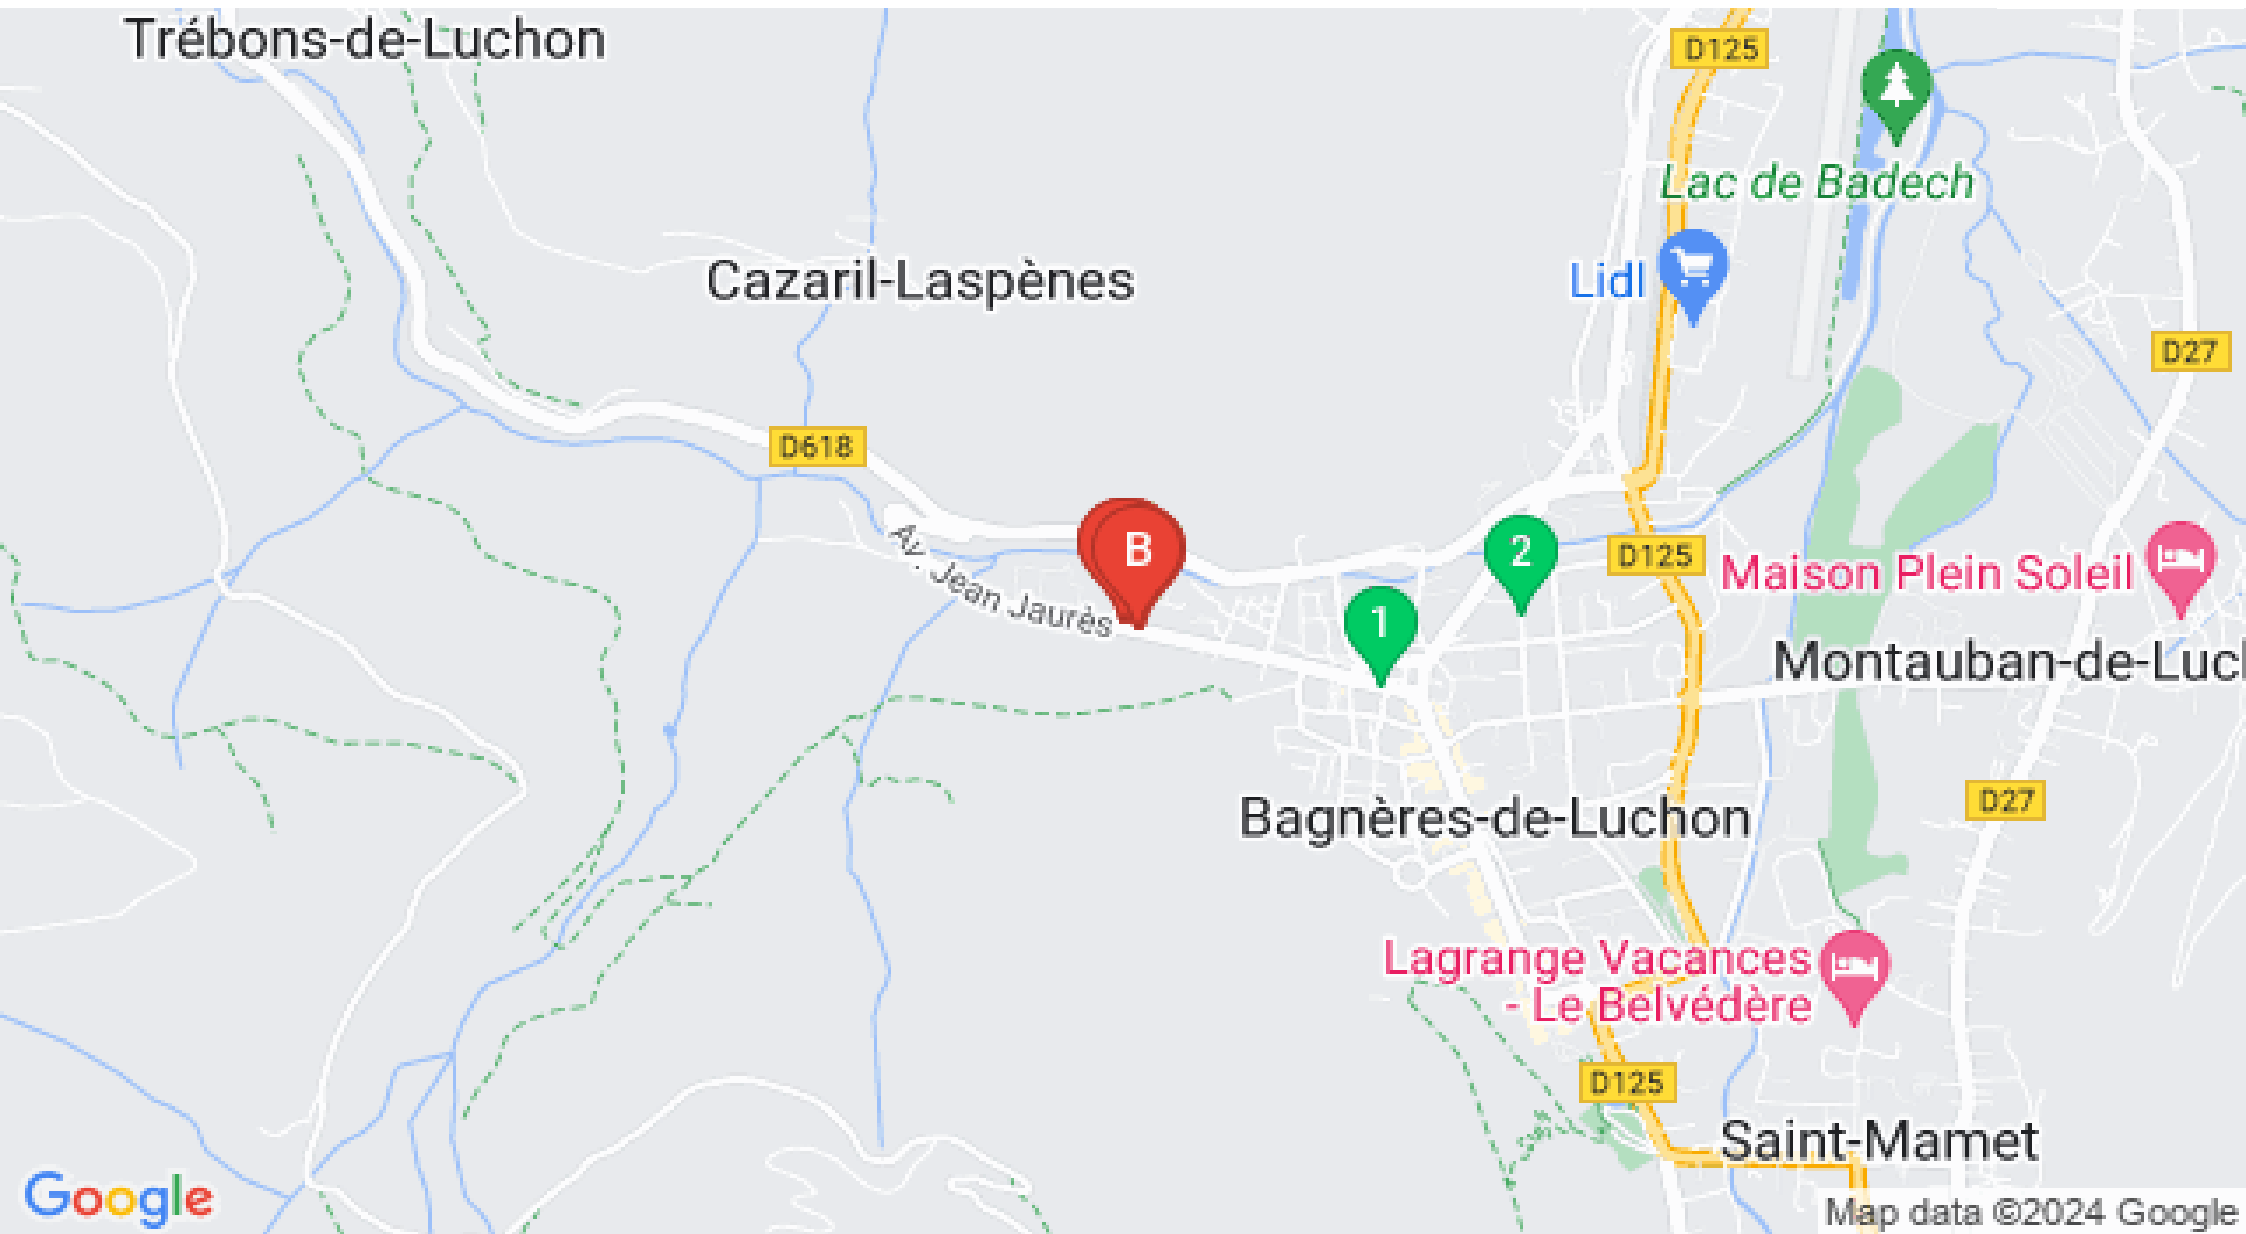 Trébons-de-Luchon
D125
Lac de Badech
Cazaril-Laspènes
Lidl
D27
D618
Av. Jean Jaurès
B
2
D125
Maison Plein Soleil
1
Montauban-de-Luch
D27
Bagnères-de-Luchon
Lagrange Vacances
- Le Belvédère
D125
Saint-Mamet
Google
Map data ©2024 Google